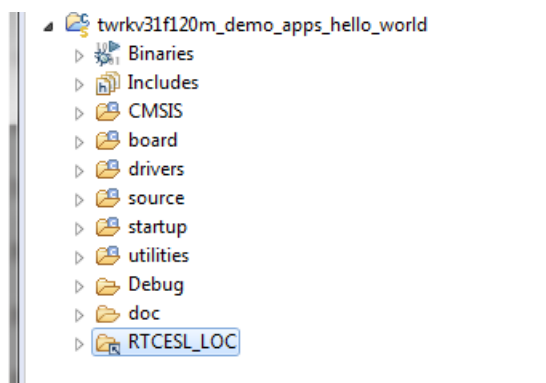 twrkv31f120m_demo_apps_hello_world
Binaries
Includes
CMSIS
board
drivers
source
startup
utilities
Debug
doc
RTCESL_LOC